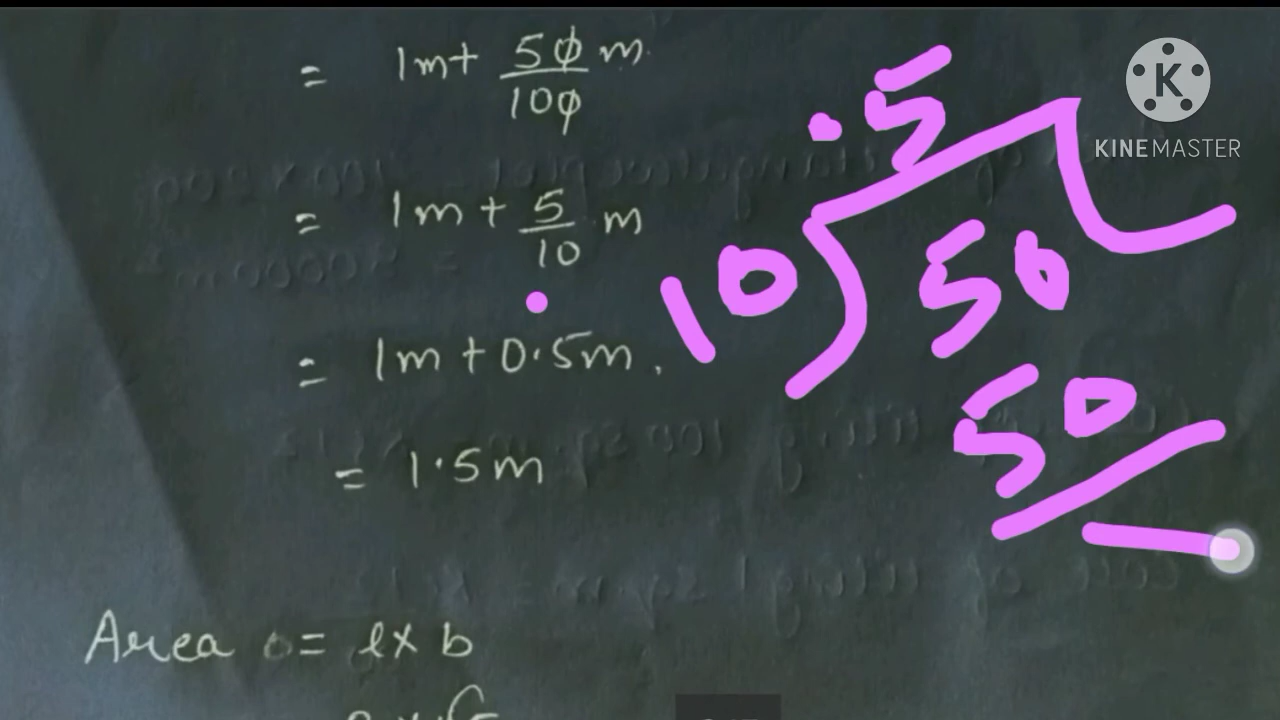 = 1m + 50/100 m
= 1m + 5/10 m
= 1m + 0.5m.
= 1.5m
Area = l x b
.5
10 50
50
KINEMASTER